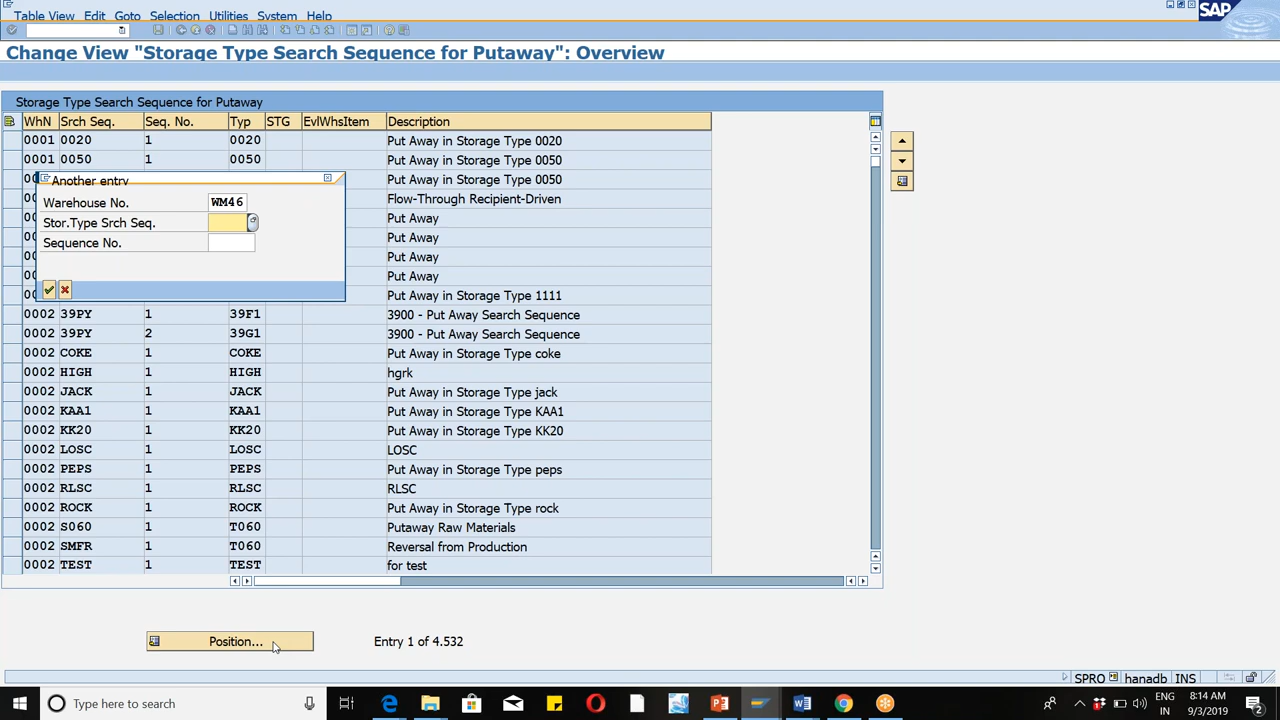 Table View Edit Goto Selection Utilities System Help
SAP
Change View "Storage Type Search Sequence for Putaway": Overview
Storage Type Search Sequence for Putaway
WhN Srch Seq. Seq. No. Typ STG EvlWhsItem Description
0001 0020 1 0020 Put Away in Storage Type 0020
0001 0050 1 0050 Put Away in Storage Type 0050
Put Away in Storage Type 0050
Flow-Through Recipient-Driven
Put Away
Put Away
Put Away
Put Away
Put Away in Storage Type 1111
Another entry
Warehouse No. WM46
Stor.Type Srch Seq.
Sequence No.
0002 39PY 1 39F1 3900 - Put Away Search Sequence
0002 39PY 2 39G1 3900 - Put Away Search Sequence
0002 COKE 1 COKE Put Away in Storage Type coke
0002 HIGH 1 HIGH hgrk
0002 JACK 1 JACK Put Away in Storage Type jack
0002 KAA1 1 KAA1 Put Away in Storage Type KAA1
0002 KK20 1 KK20 Put Away in Storage Type KK20
0002 LOSC 1 LOSC LOSC
0002 PEPS 1 PEPS Put Away in Storage Type peps
0002 RLSC 1 RLSC RLSC
0002 ROCK 1 ROCK Put Away in Storage Type rock
0002 S060 1 T060 Putaway Raw Materials
0002 SMFR 1 T060 Reversal from Production
0002 TEST 1 TEST for test
Position... Entry 1 of 4.532
SPRO hanadb INS
Type here to search
ENG 8:14 AM
IN 9/3/2019
2